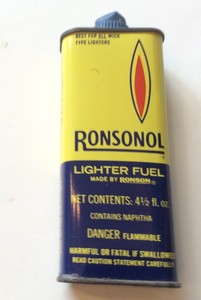 BEST FOR ALL WICK
TYPE LIGHTERS
RONSONOL
LIGHTER FUEL
MADE BY RONSON®
NET CONTENTS: 4½ fl. oz.
CONTAINS NAPHTHA
DANGER FLAMMABLE
HARMFUL OR FATAL IF SWALLOWED
READ CAUTION STATEMENT CAREFULLY